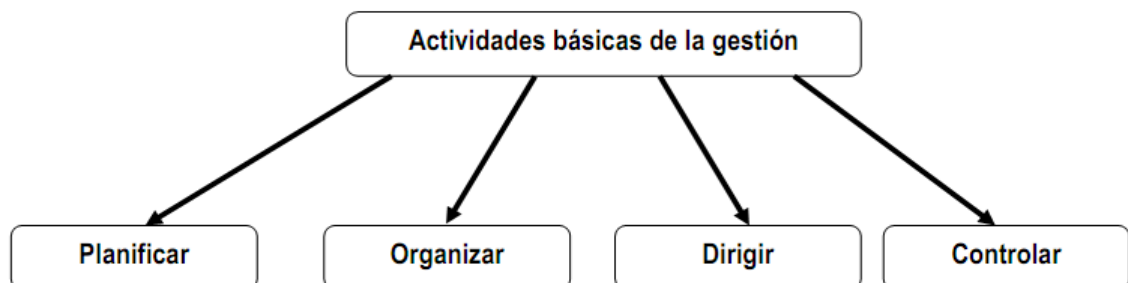 Actividades básicas de la gestión
Planificar
Organizar
Dirigir
Controlar